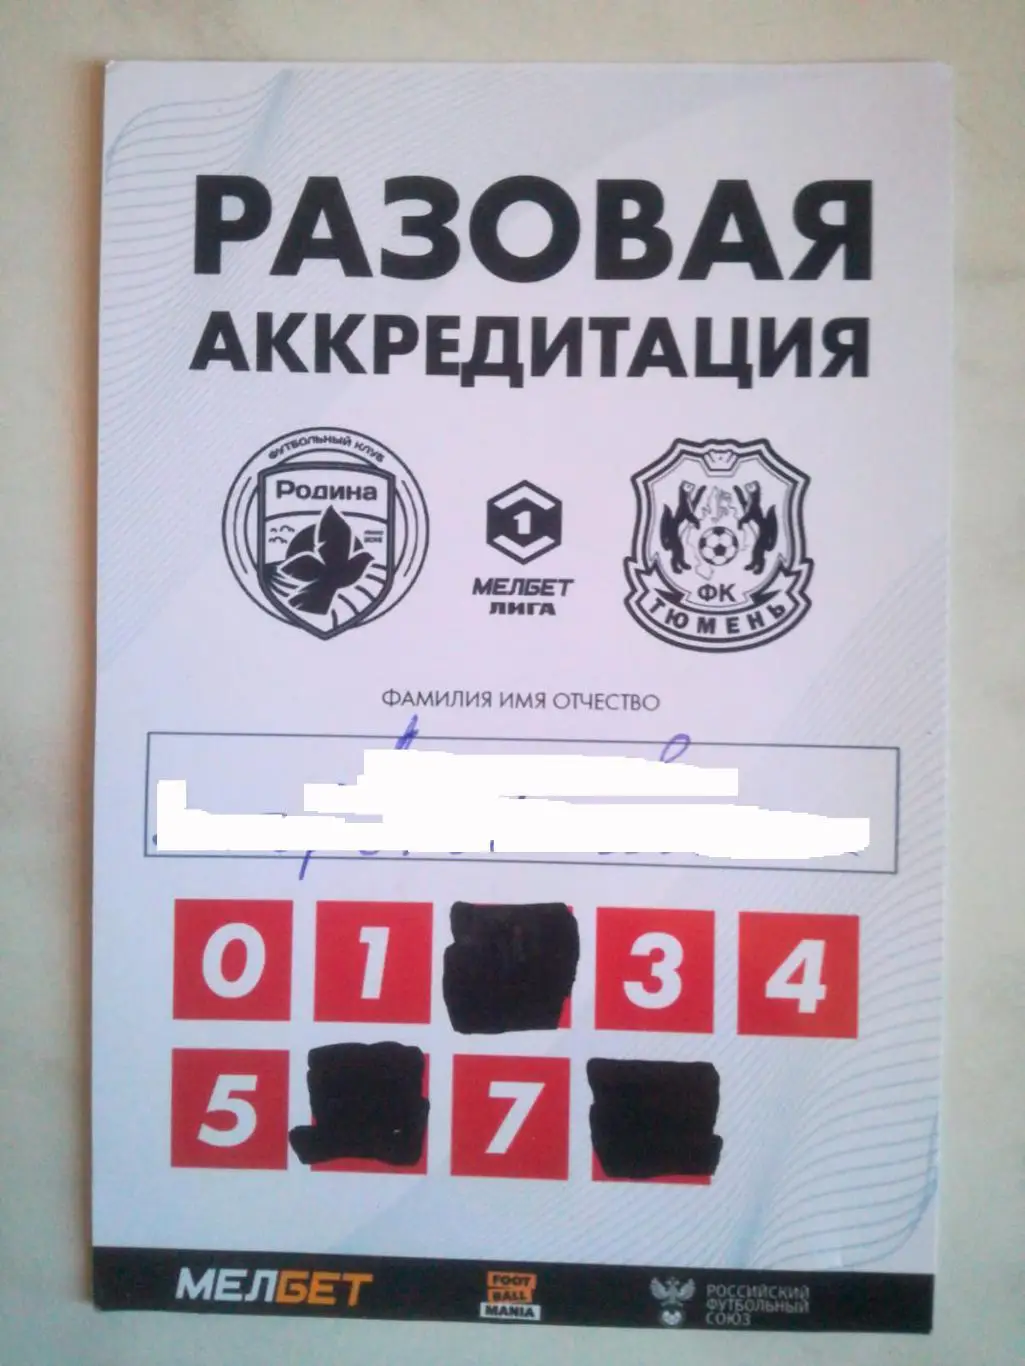 РАЗОВАЯ
АККРЕДИТАЦИЯ
ФУТБОЛЬНЫЙ КЛУБ
РОДИНА
1
МЕЛБЕТ
ЛИГА
ФК
ТЮМЕНЬ
ФАМИЛИЯ ИМЯ ОТЧЕСТВО
0 1 3 4
5 7
МЕЛБЕТ
FOOT
BALL
MANIA
РОССИЙСКИЙ
ФУТБОЛЬНЫЙ
СОЮЗ